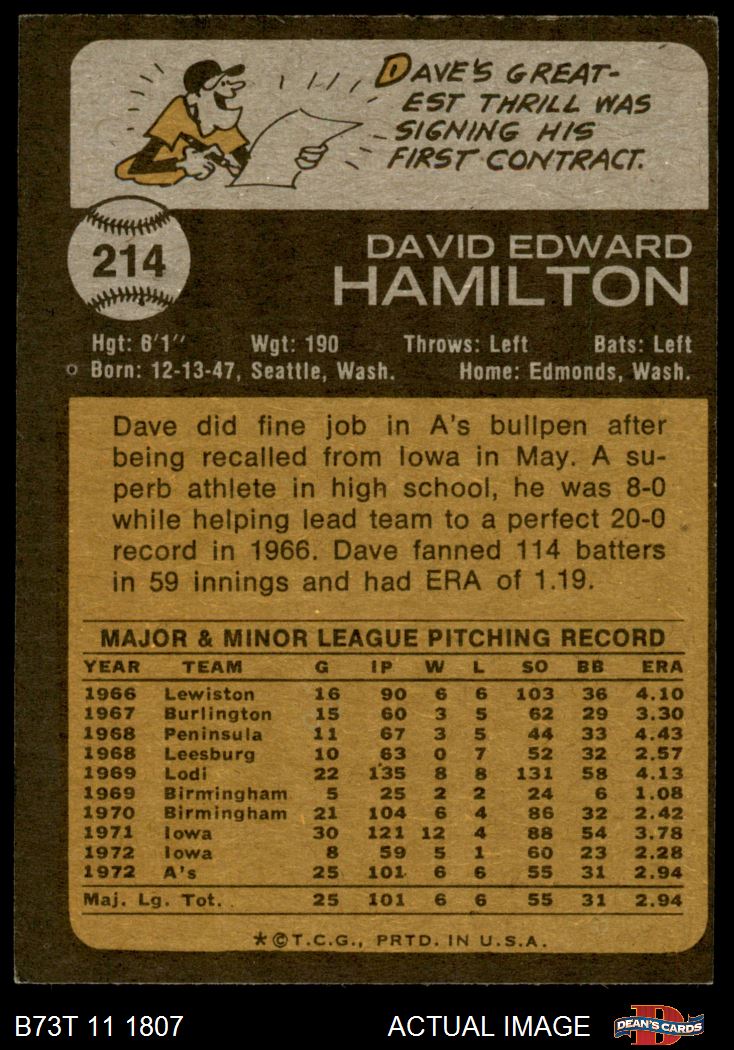 DAVE'S GREAT-
EST THRILL WAS
SIGNING HIS
FIRST CONTRACT.
214
DAVID EDWARD
HAMILTON
Hgt: 6'1" Wgt: 190 Throws: Left Bats: Left
Born: 12-13-47, Seattle, Wash. Home: Edmonds, Wash.
Dave did fine job in A's bullpen after
being recalled from Iowa in May. A su-
perb athlete in high school, he was 8-0
while helping lead team to a perfect 20-0
record in 1966. Dave fanned 114 batters
in 59 innings and had ERA of 1.19.
MAJOR & MINOR LEAGUE PITCHING RECORD
YEAR TEAM G IP W L SO BB ERA
1966 Lewiston 16 90 6 6 103 36 4.10
1967 Burlington 15 60 3 5 62 29 3.30
1968 Peninsula 11 67 3 5 44 33 4.43
1968 Leesburg 10 63 0 7 52 32 2.57
1969 Lodi 22 135 8 8 131 58 4.13
1969 Birmingham 5 25 2 2 24 6 1.08
1970 Birmingham 21 104 6 4 86 32 2.42
1971 Iowa 30 121 12 4 88 54 3.78
1972 Iowa 8 59 5 1 60 23 2.28
1972 A's 25 101 6 6 55 31 2.94
Maj. Lg. Tot. 25 101 6 6 55 31 2.94
*©T.C.G., PRTD. IN U.S.A.
B73T 11 1807 ACTUAL IMAGE DEAN'S CARDS